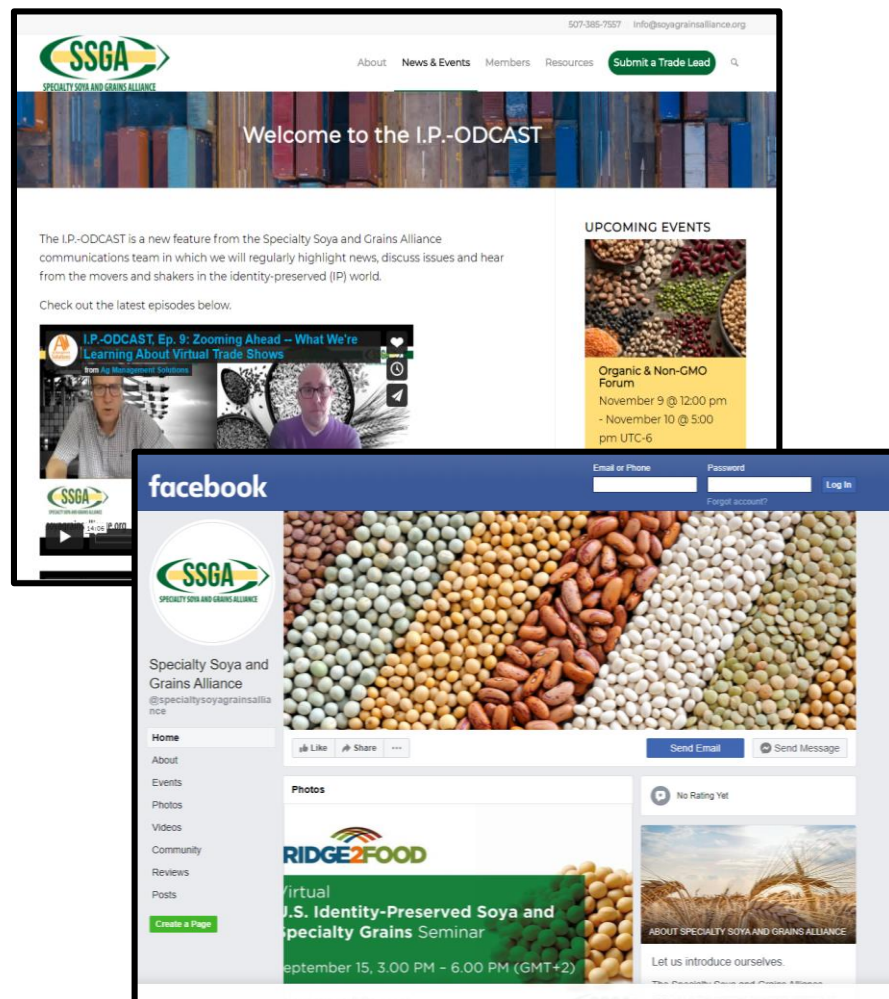 507-385-7557 info@soyagrainsalliance.org
SSGA
SPECIALTY SOYA AND GRAINS ALLIANCE
About News & Events Members Resources Submit a Trade Lead
Welcome to the I.P.-ODCAST
The I.P.-ODCAST is a new feature from the Specialty Soya and Grains Alliance
communications team in which we will regularly highlight news, discuss issues and hear
from the movers and shakers in the identity-preserved (IP) world.
Check out the latest episodes below.
I.P.-ODCAST, Ep. 9: Zooming Ahead -- What We're
Learning About Virtual Trade Shows
from Ag Management Solutions
SSGA
14:06
UPCOMING EVENTS
Organic & Non-GMO
Forum
November 9 @ 12:00 pm
- November 10 @ 5:00
pm UTC-6
facebook
Email or Phone Password
Log In
Forgot account?
SSGA
SPECIALTY SOYA AND GRAINS ALLIANCE
Specialty Soya and
Grains Alliance
@specialtysoyagrainsallia
nce
Home
About
Events
Photos
Videos
Community
Reviews
Posts
Create a Page
Like Share ...
Send Email Send Message
Photos
RIDGE2FOOD
Virtual
U.S. Identity-Preserved Soya and
Specialty Grains Seminar
eptember 15, 3.00 PM – 6.00 PM (GMT+2)
No Rating Yet
ABOUT SPECIALTY SOYA AND GRAINS ALLIANCE
Let us introduce ourselves.